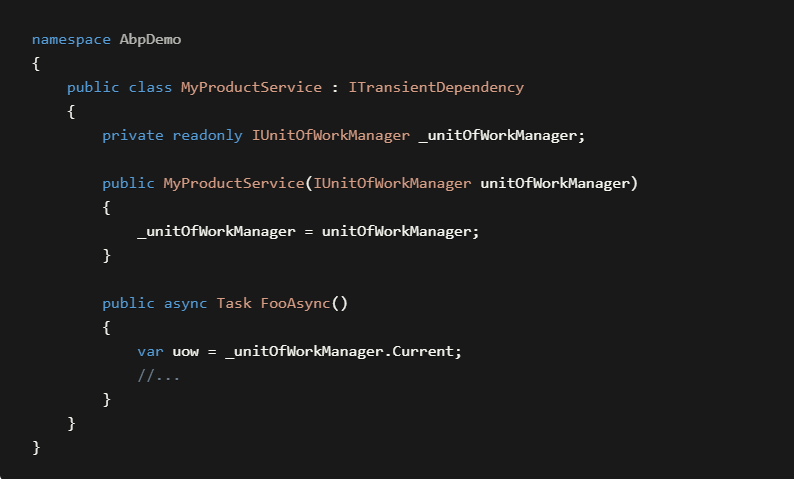 namespace AbpDemo
{
    public class MyProductService : ITransientDependency
    {
        private readonly IUnitOfWorkManager _unitOfWorkManager;

        public MyProductService(IUnitOfWorkManager unitOfWorkManager)
        {
            _unitOfWorkManager = unitOfWorkManager;
        }

        public async Task FooAsync()
        {
            var uow = _unitOfWorkManager.Current;
            //...
        }
    }
}